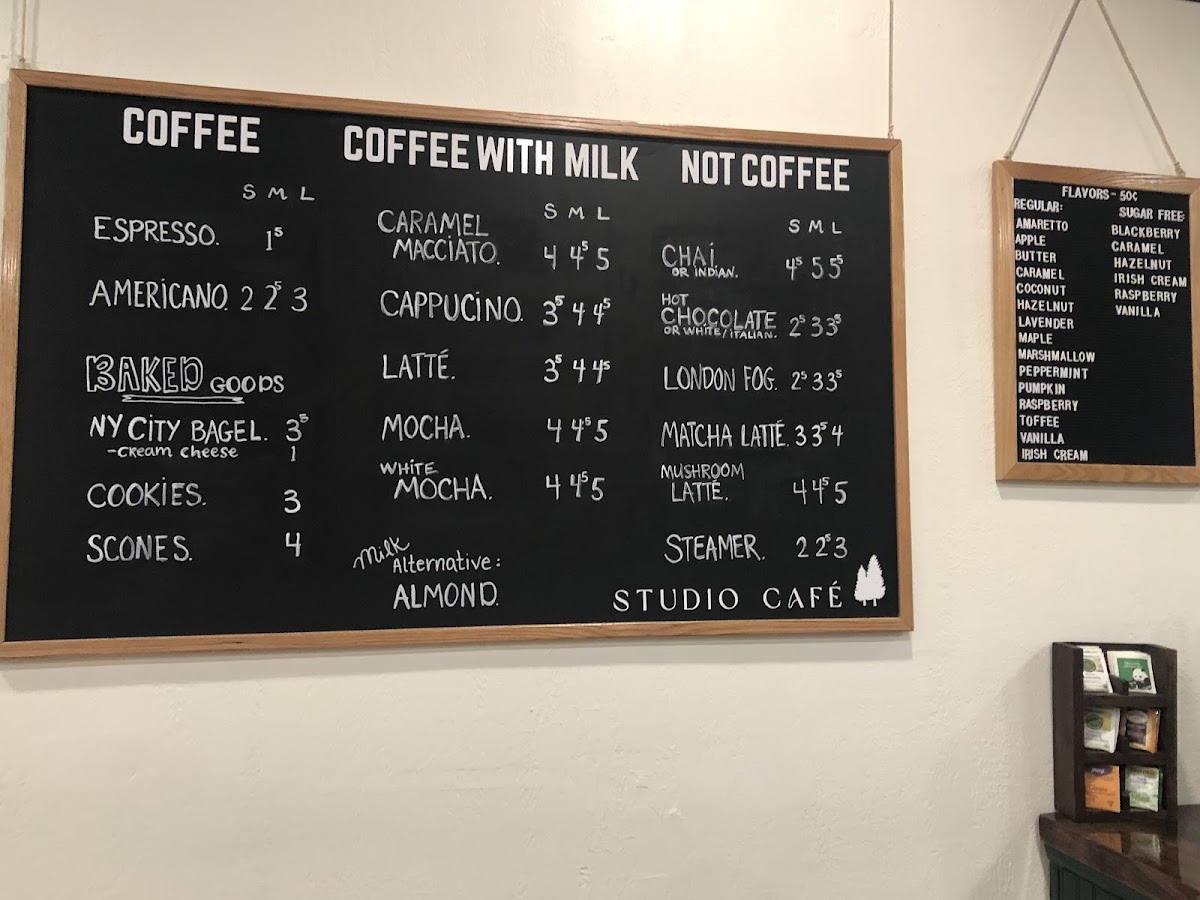 COFFEE
S M L
ESPRESSO. 1⁵
AMERICANO. 2 2⁵ 3
BAKED GOODS
NY CITY BAGEL. 3⁵
-CREAM CHEESE 1
COOKIES. 3
SCONES. 4
COFFEE WITH MILK
S M L
CARAMEL
MACCIATO. 4 4⁵ 5
CAPPUCINO. 3⁵ 4 4⁵
LATTÉ. 3⁵ 4 4⁵
MOCHA. 4 4⁵ 5
WHITE
MOCHA. 4 4⁵ 5
Milk
Alternative:
ALMOND.
NOT COFFEE
S M L
CHAI 4⁵ 5 5⁵
OR INDIAN.
HOT
CHOCOLATE 2⁵ 3 3⁵
OR WHITE/ITALIAN.
LONDON FOG. 2⁵ 3 3⁵
MATCHA LATTÉ. 3 3⁵ 4
MUSHROOM
LATTÉ. 4 4⁵ 5
STEAMER. 2 2⁵ 3
STUDIO CAFÉ
FLAVORS - 50¢
REGULAR:
AMARETTO
APPLE
BUTTER
CARAMEL
COCONUT
HAZELNUT
LAVENDER
MAPLE
MARSHMALLOW
PEPPERMINT
PUMPKIN
RASPBERRY
TOFFEE
VANILLA
IRISH CREAM
SUGAR FREE:
BLACKBERRY
CARAMEL
HAZELNUT
IRISH CREAM
RASPBERRY
VANILLA